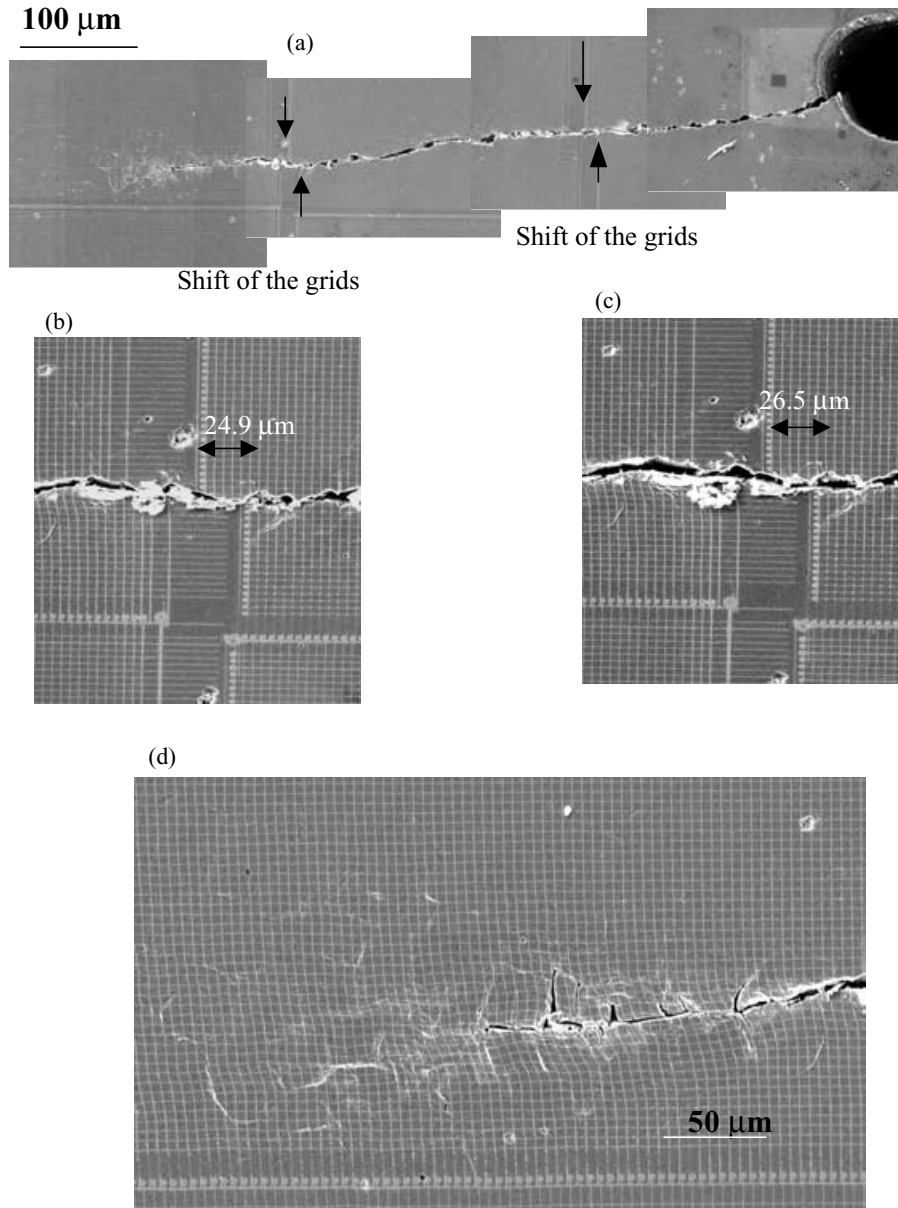 100 μm
(a)
Shift of the grids
Shift of the grids
(b)
(c)
24.9 μm
26.5 μm
(d)
50 μm